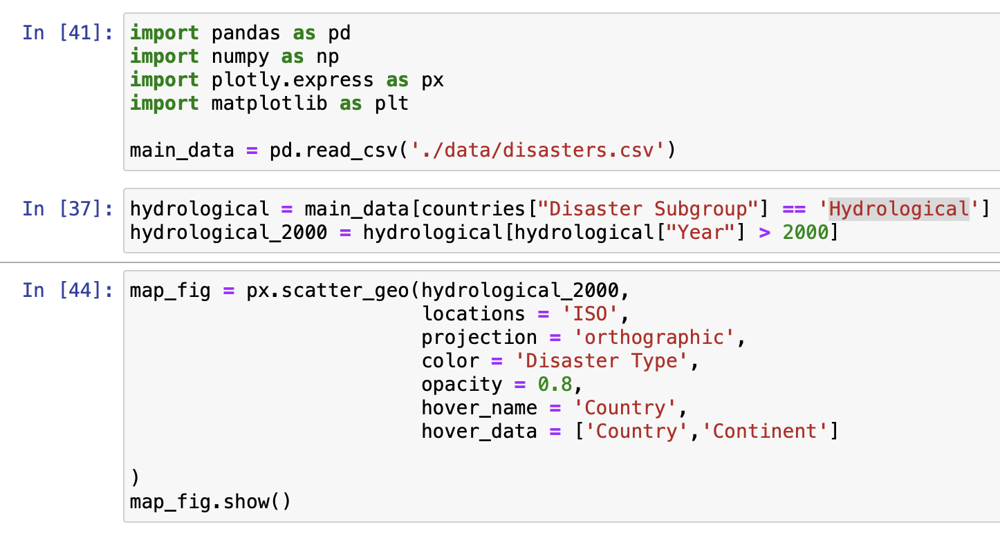 In [41]: import pandas as pd
import numpy as np
import plotly.express as px
import matplotlib as plt
main_data = pd.read_csv('./data/disasters.csv')
In [37]: hydrological = main_data[countries["Disaster Subgroup"] == 'Hydrological']
hydrological_2000 = hydrological[hydrological["Year"] > 2000]
In [44]: map_fig = px.scatter_geo(hydrological_2000,
locations = 'ISO',
projection = 'orthographic',
color = 'Disaster Type',
opacity = 0.8,
hover_name = 'Country',
hover_data = ['Country','Continent']
)
map_fig.show()